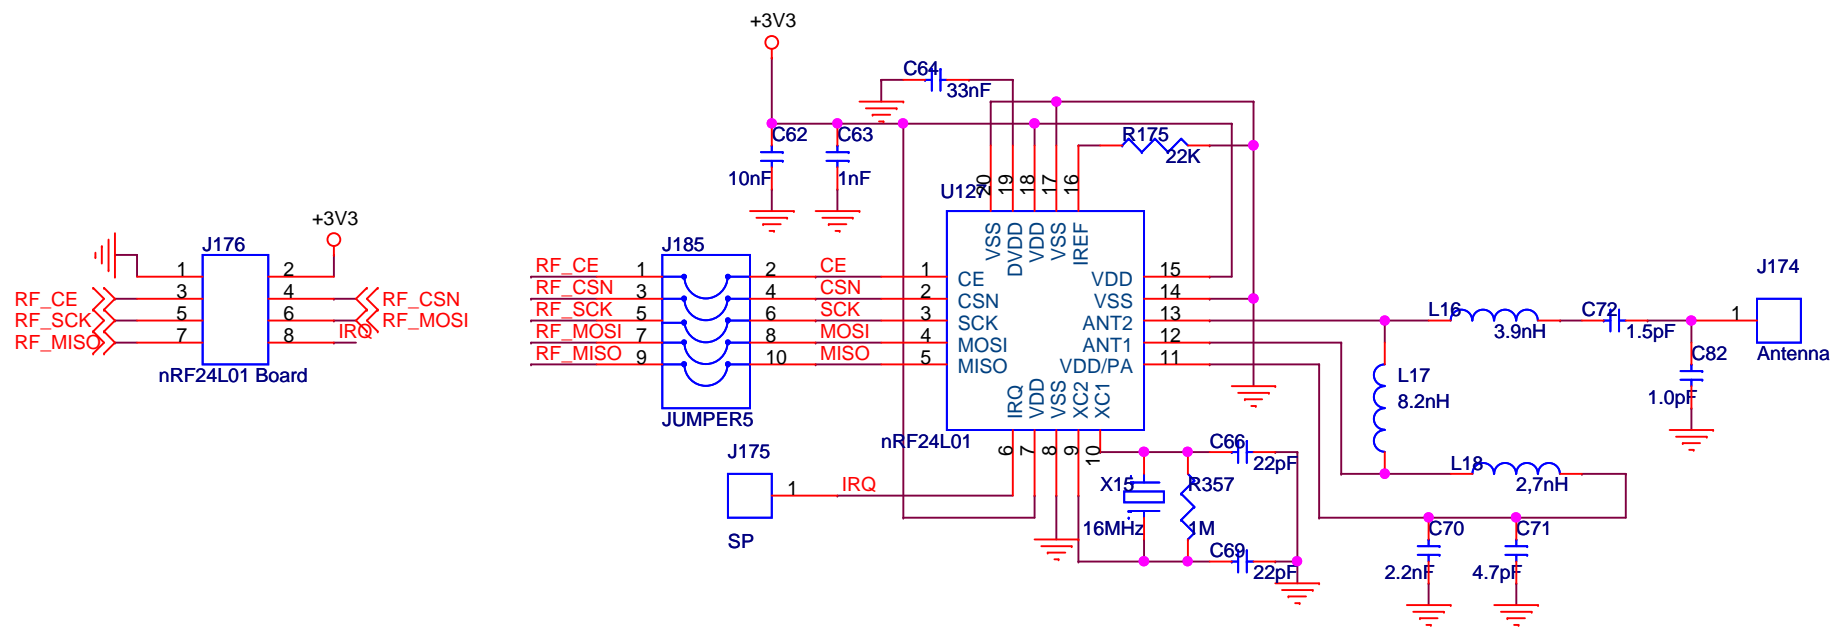 +3V3
C64
33nF
C62
10nF
C63
1nF
R175
22K
U127
20
19
18
17
16
VSS
DVDD
VDD
VSS
IREF
+3V3
J176
1
2
3
4
5
6
7
8
RF_CE
RF_SCK
RF_MISO
RF_CSN
RF_MOSI
IRQ
nRF24L01 Board
J185
RF_CE 1 2 CE 1 CE
RF_CSN 3 4 CSN 2 CSN
RF_SCK 5 6 SCK 3 SCK
RF_MOSI 7 8 MOSI 4 MOSI
RF_MISO 9 10 MISO 5 MISO
JUMPER5
VDD 15
VSS 14
ANT2 13
ANT1 12
VDD/PA 11
IRQ
VDD
VSS
XC2
XC1
6
7
8
9
10
nRF24L01
J175
1
IRQ
SP
X15
16MHz
R357
1M
C66
22pF
C69
22pF
L16
3.9nH
C72
1.5pF
J174
1
Antenna
C82
1.0pF
L17
8.2nH
L18
2,7nH
C70
2.2nF
C71
4.7pF